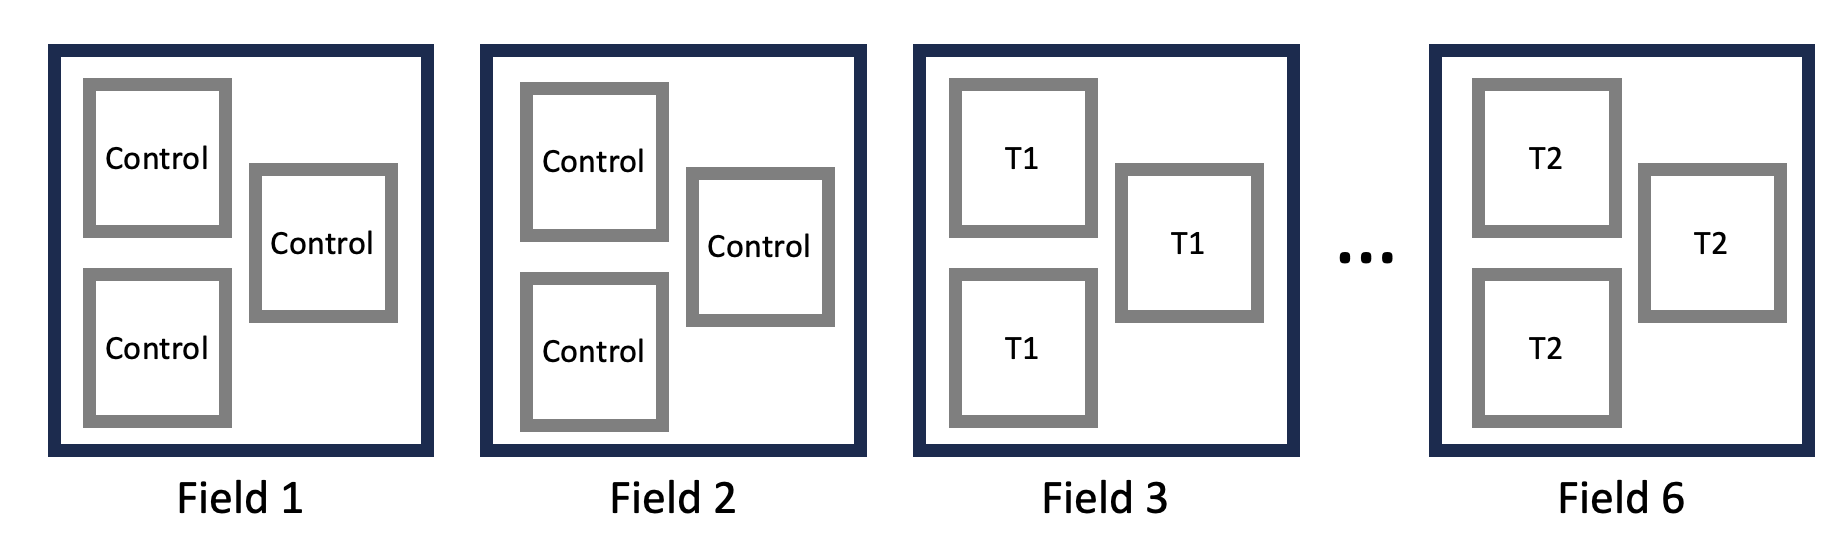 Control
Control
Control
Field 1
Control
Control
Control
Field 2
T1
T1
T1
Field 3
...
T2
T2
T2
Field 6